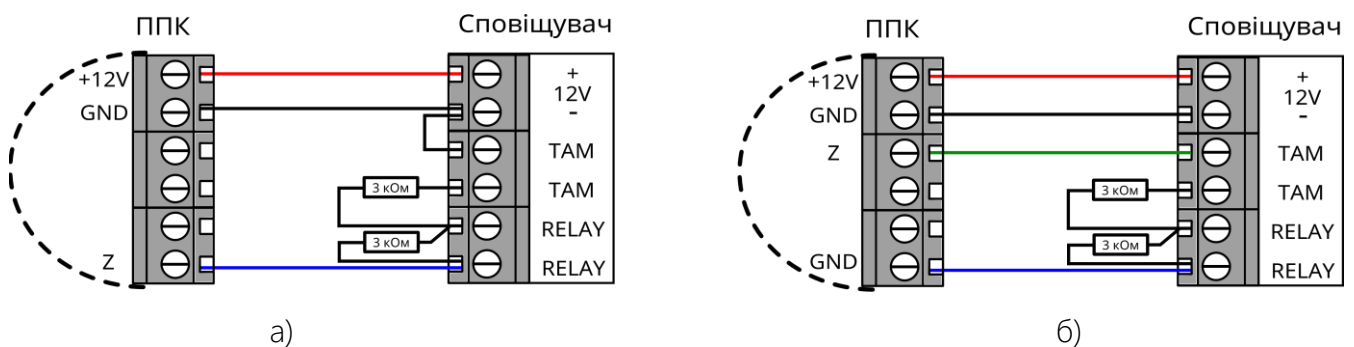 ППК
Сповіщувач
+12V
+
12V
-
GND
TAM
3 кОм
TAM
RELAY
3 кОм
Z
RELAY
а)
ППК
Сповіщувач
+12V
+
12V
-
GND
Z
TAM
3 кОм
TAM
RELAY
3 кОм
GND
RELAY
б)